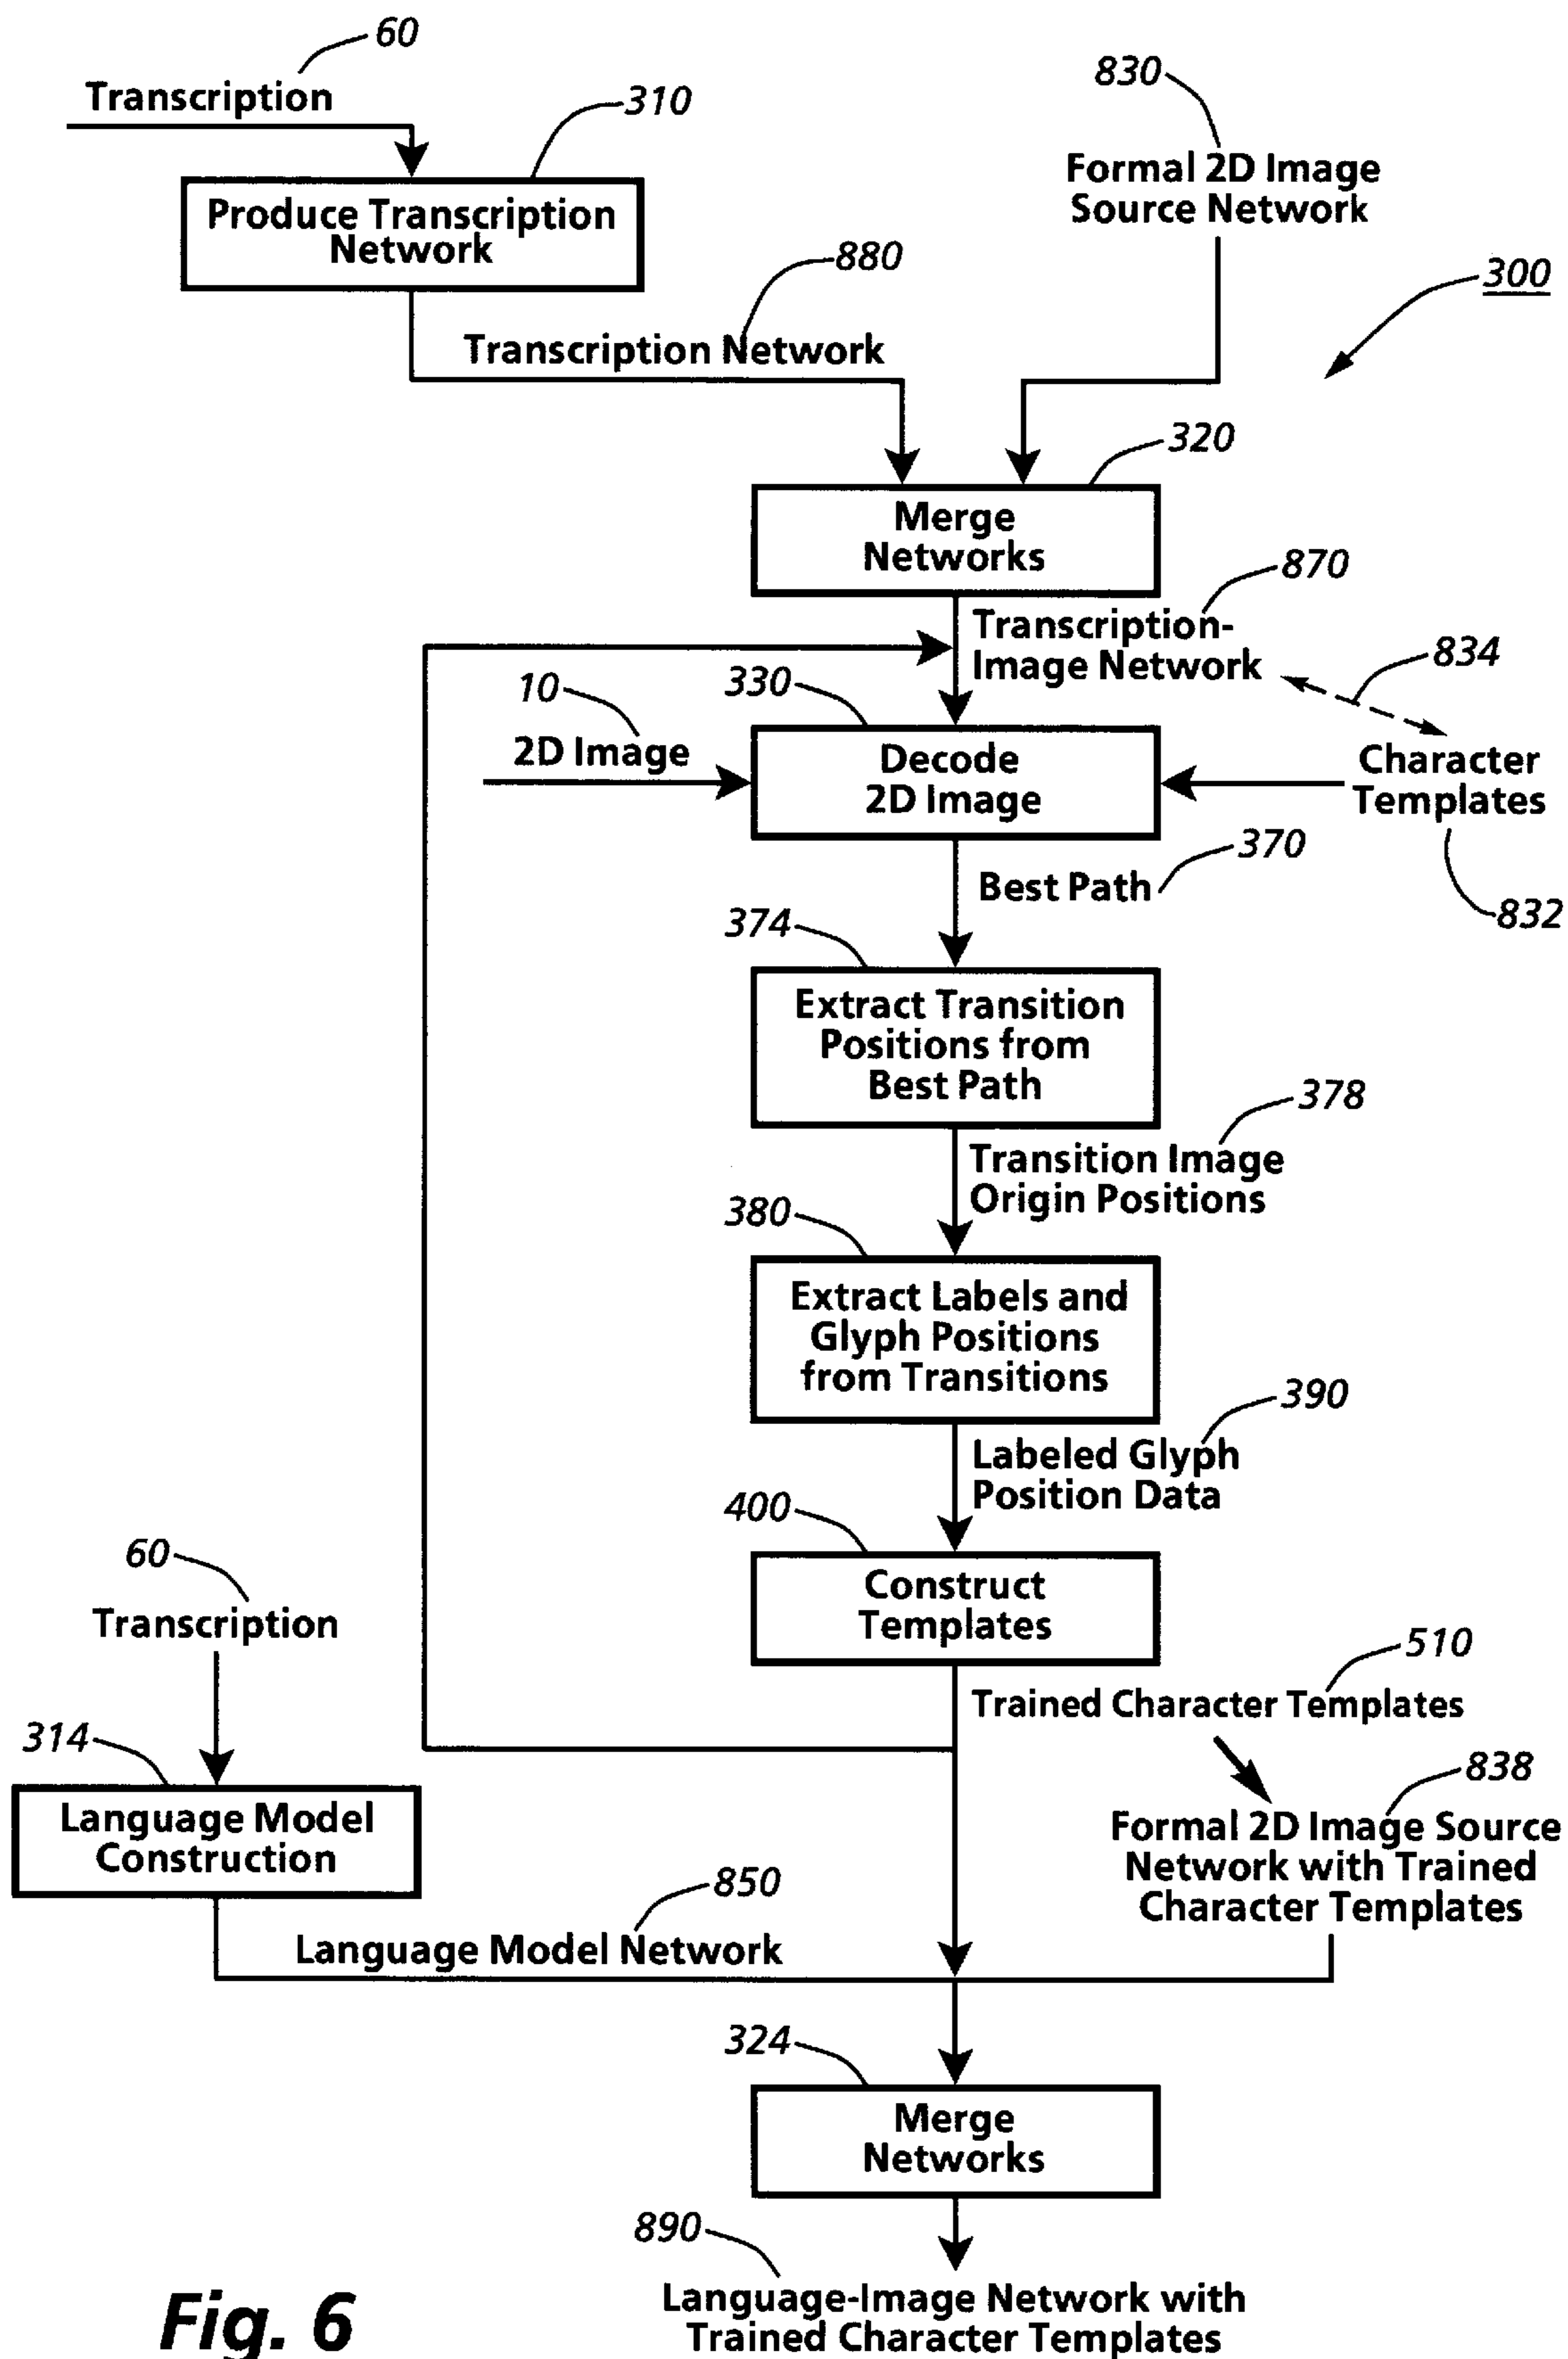 60
Transcription
310
830
Formal 2D Image
Source Network
Produce Transcription
Network
880
300
Transcription Network
320
Merge
Networks
870
Transcription-
Image Network
834
10
330
2D Image
Decode
2D Image
Character
Templates
370
Best Path
832
374
Extract Transition
Positions from
Best Path
378
Transition Image
Origin Positions
380
Extract Labels and
Glyph Positions
from Transitions
390
Labeled Glyph
Position Data
400
60
Construct
Templates
Transcription
510
Trained Character Templates
314
838
Language Model
Construction
Formal 2D Image Source
Network with Trained
Character Templates
850
Language Model Network
324
Merge
Networks
890
Language-Image Network with
Trained Character Templates
Fig. 6